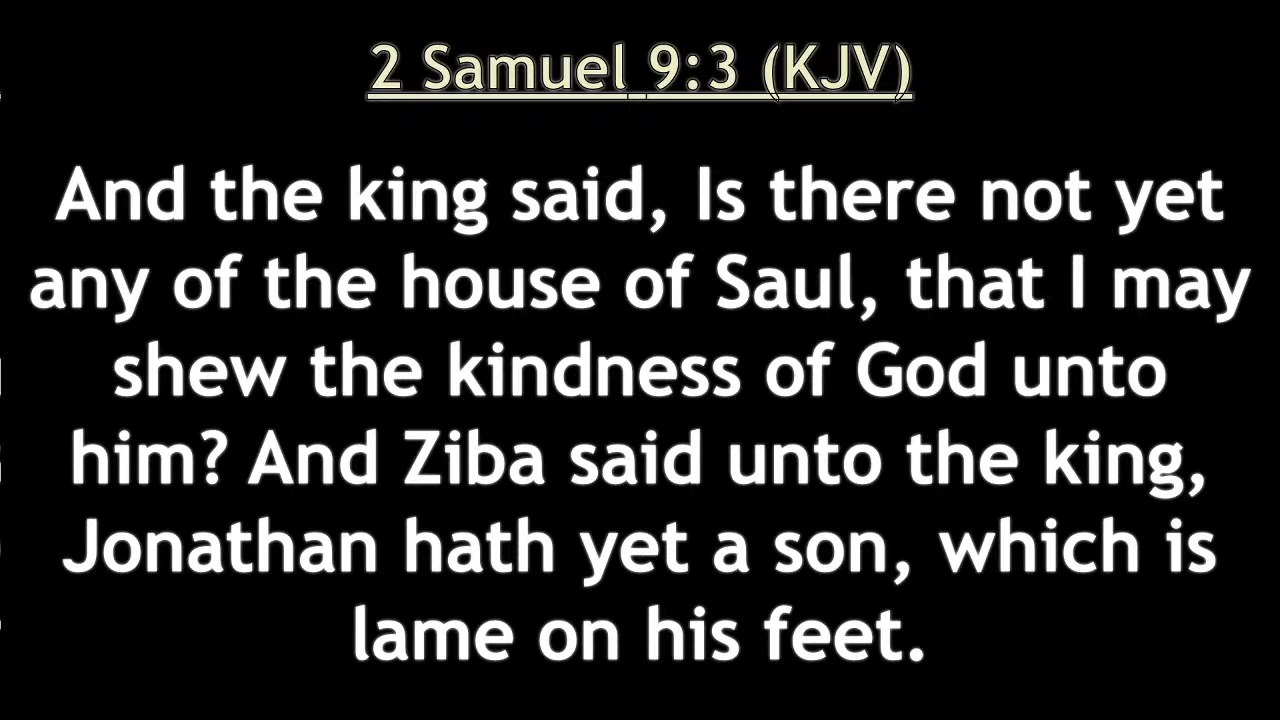 2 Samuel 9:3 (KJV)
And the king said, Is there not yet
any of the house of Saul, that I may
shew the kindness of God unto
him? And Ziba said unto the king,
Jonathan hath yet a son, which is
lame on his feet.